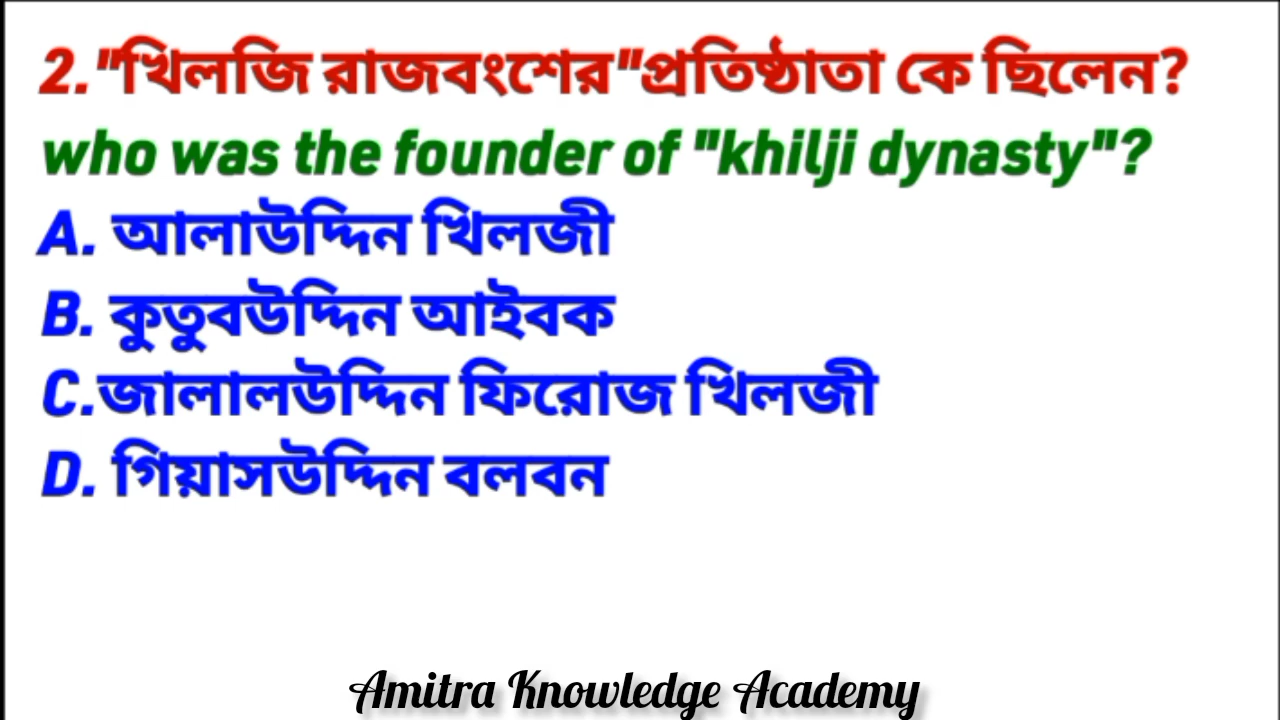 2."খিলজি রাজবংশের"প্রতিষ্ঠাতা কে ছিলেন?
who was the founder of "khilji dynasty"?
A. আলাউদ্দিন খিলজী
B. কুতুবউদ্দিন আইবক
C.জালালউদ্দিন ফিরোজ খিলজী
D. গিয়াসউদ্দিন বলবন
Amitra Knowledge Academy